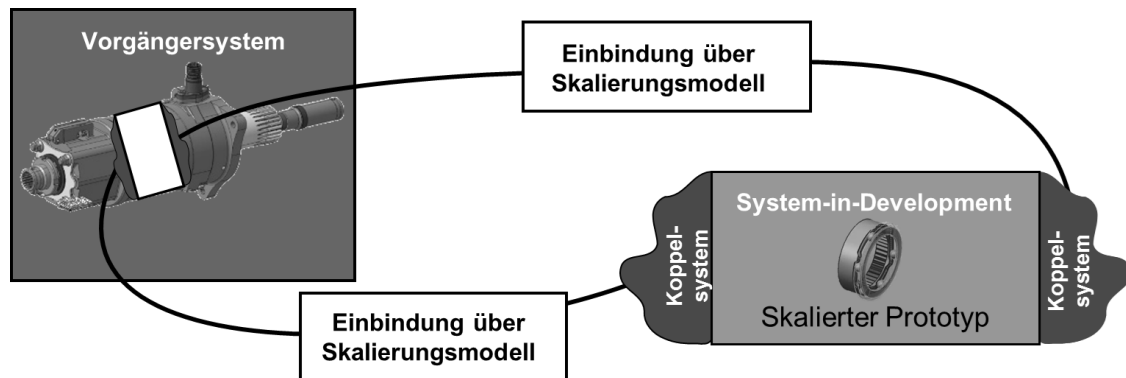 Vorgängersystem
Einbindung über
Skalierungsmodell
System-in-Development
Koppel-
system
Skalierter Prototyp
Koppel-
system
Einbindung über
Skalierungsmodell